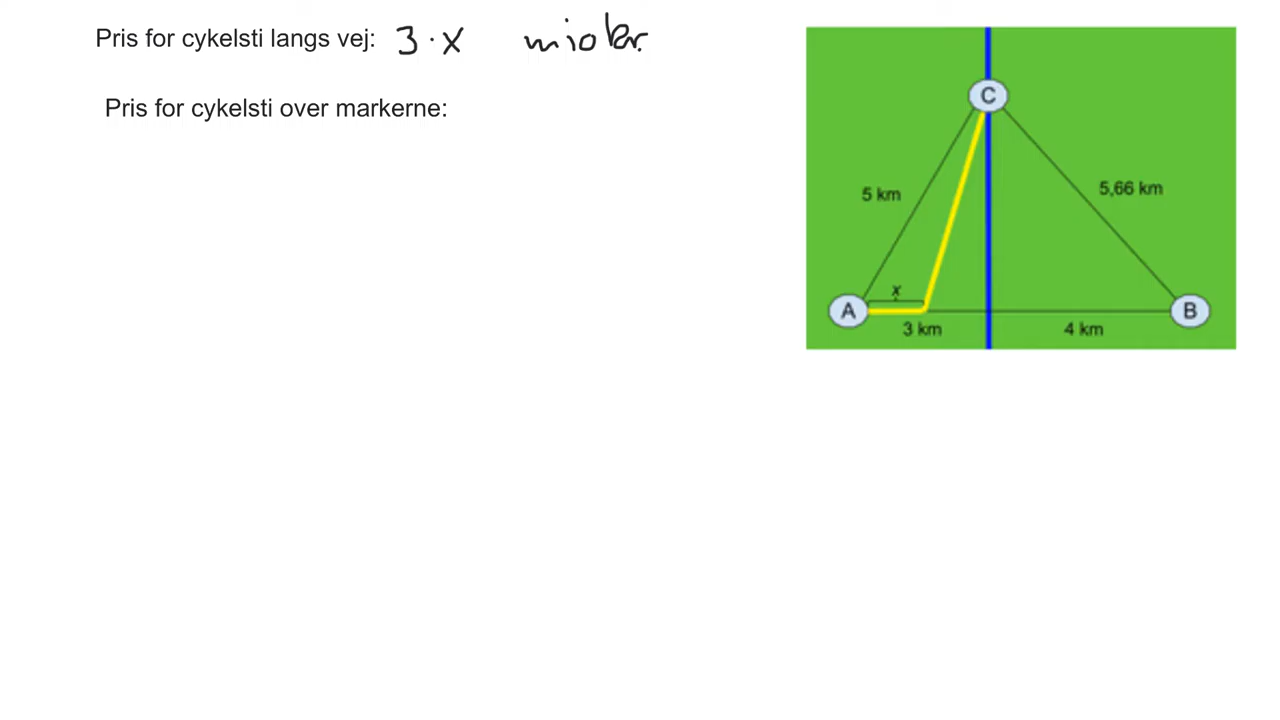 Pris for cykelsti langs vej: 3 · x mio kr.
Pris for cykelsti over markerne:
C
5 km
5,66 km
x
A
B
3 km
4 km